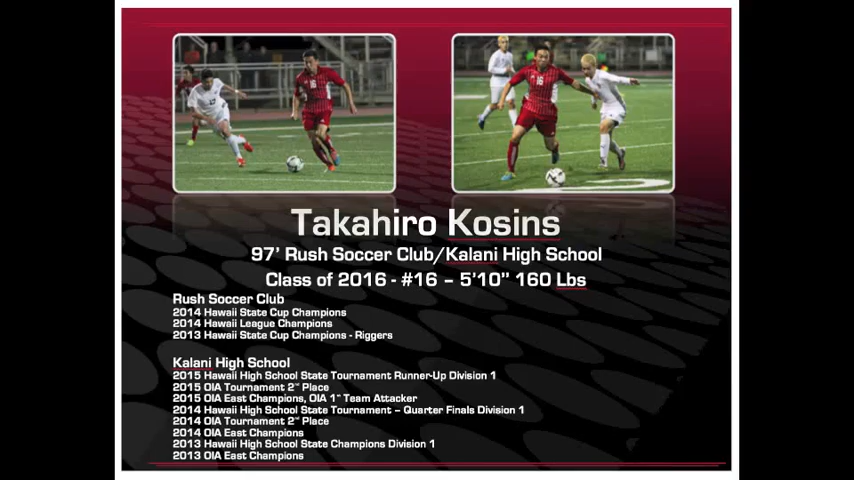 Takahiro Kosins
97' Rush Soccer Club/Kalani High School
Class of 2016 - #16 – 5'10" 160 Lbs
Rush Soccer Club
2014 Hawaii State Cup Champions
2014 Hawaii League Champions
2013 Hawaii State Cup Champions - Riggers
Kalani High School
2015 Hawaii High School State Tournament Runner-Up Division 1
2015 OIA Tournament 2nd Place
2015 OIA East Champions, OIA 1st Team Attacker
2014 Hawaii High School State Tournament – Quarter Finals Division 1
2014 OIA Tournament 2nd Place
2014 OIA East Champions
2013 Hawaii High School State Champions Division 1
2013 OIA East Champions